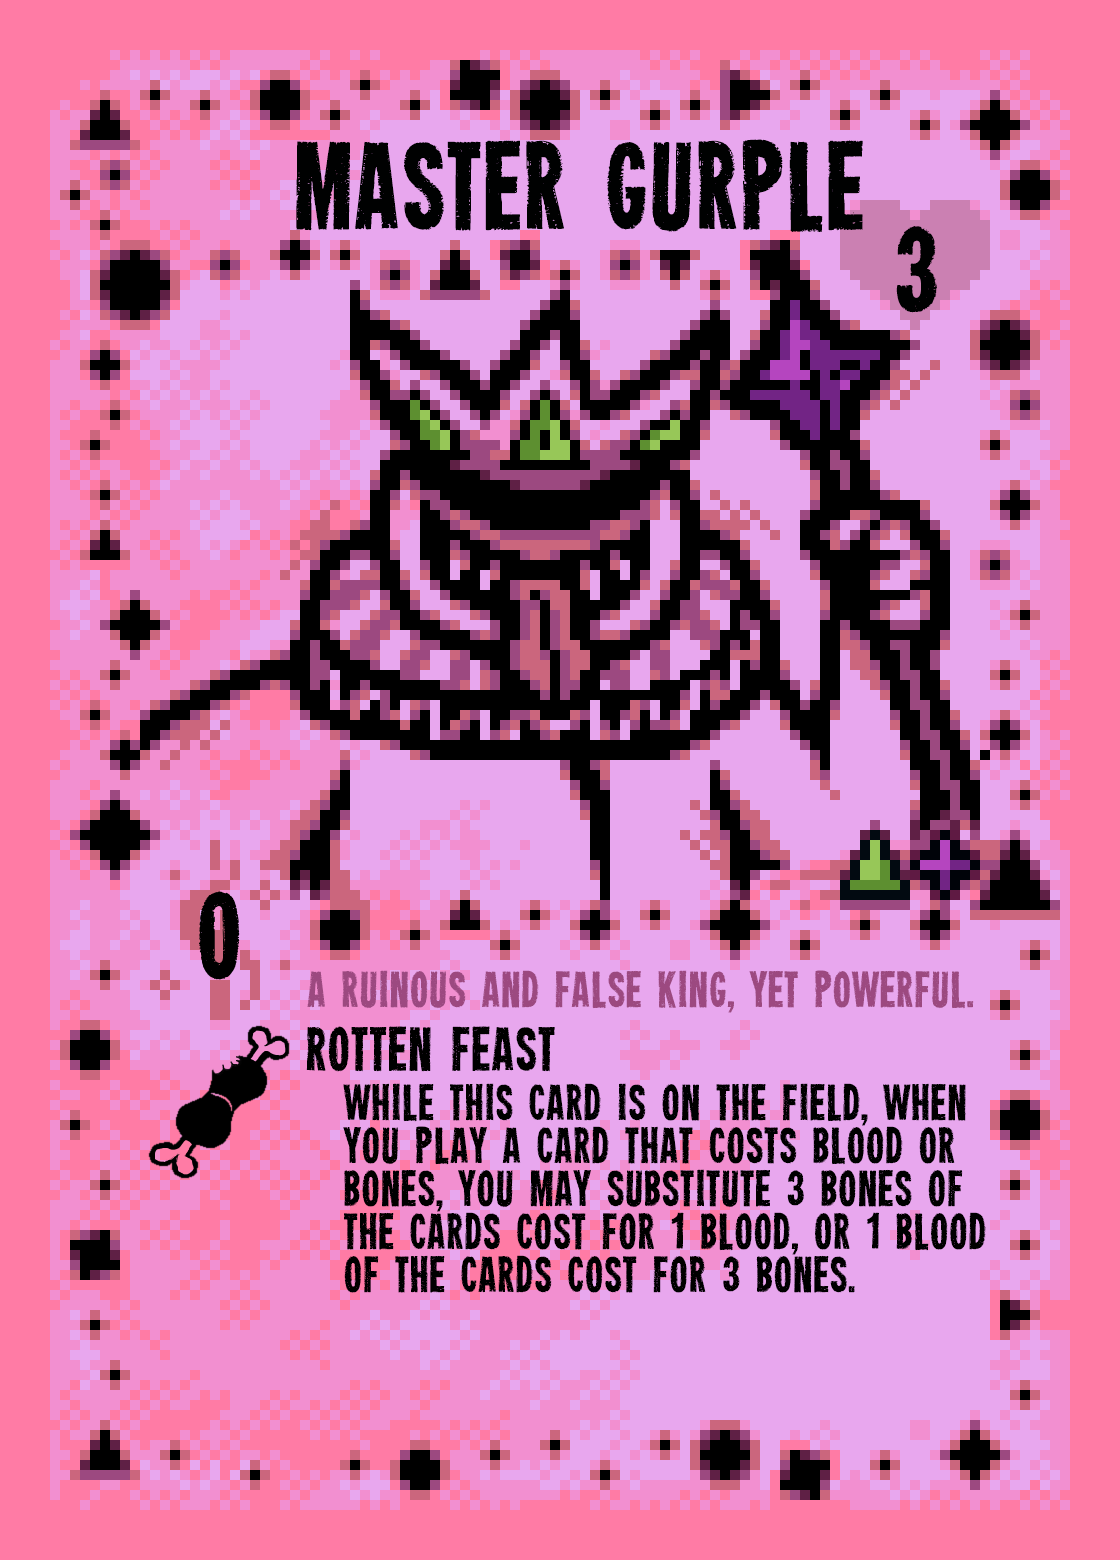 MASTER GURPLE
3
0
A RUINOUS AND FALSE KING, YET POWERFUL.
ROTTEN FEAST
WHILE THIS CARD IS ON THE FIELD, WHEN
YOU PLAY A CARD THAT COSTS BLOOD OR
BONES, YOU MAY SUBSTITUTE 3 BONES OF
THE CARDS COST FOR 1 BLOOD, OR 1 BLOOD
OF THE CARDS COST FOR 3 BONES.